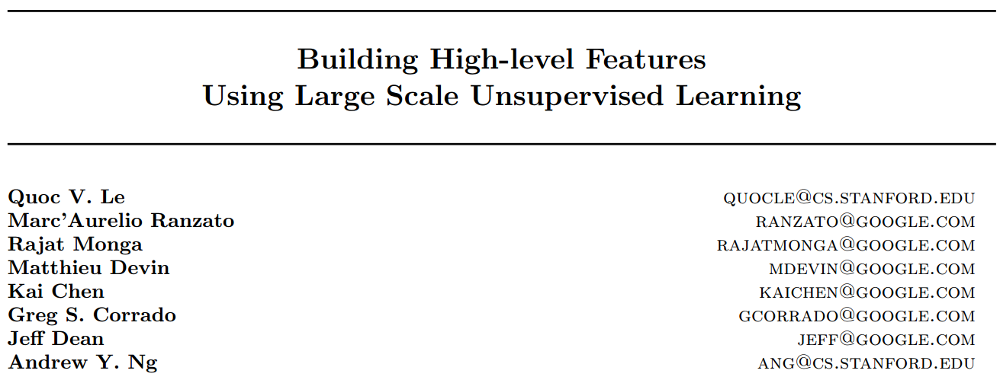 Building High-level Features
Using Large Scale Unsupervised Learning
Quoc V. Le quocle@cs.stanford.edu
Marc'Aurelio Ranzato ranzato@google.com
Rajat Monga rajatmonga@google.com
Matthieu Devin mdevin@google.com
Kai Chen kaichen@google.com
Greg S. Corrado gcorrado@google.com
Jeff Dean jeff@google.com
Andrew Y. Ng ang@cs.stanford.edu